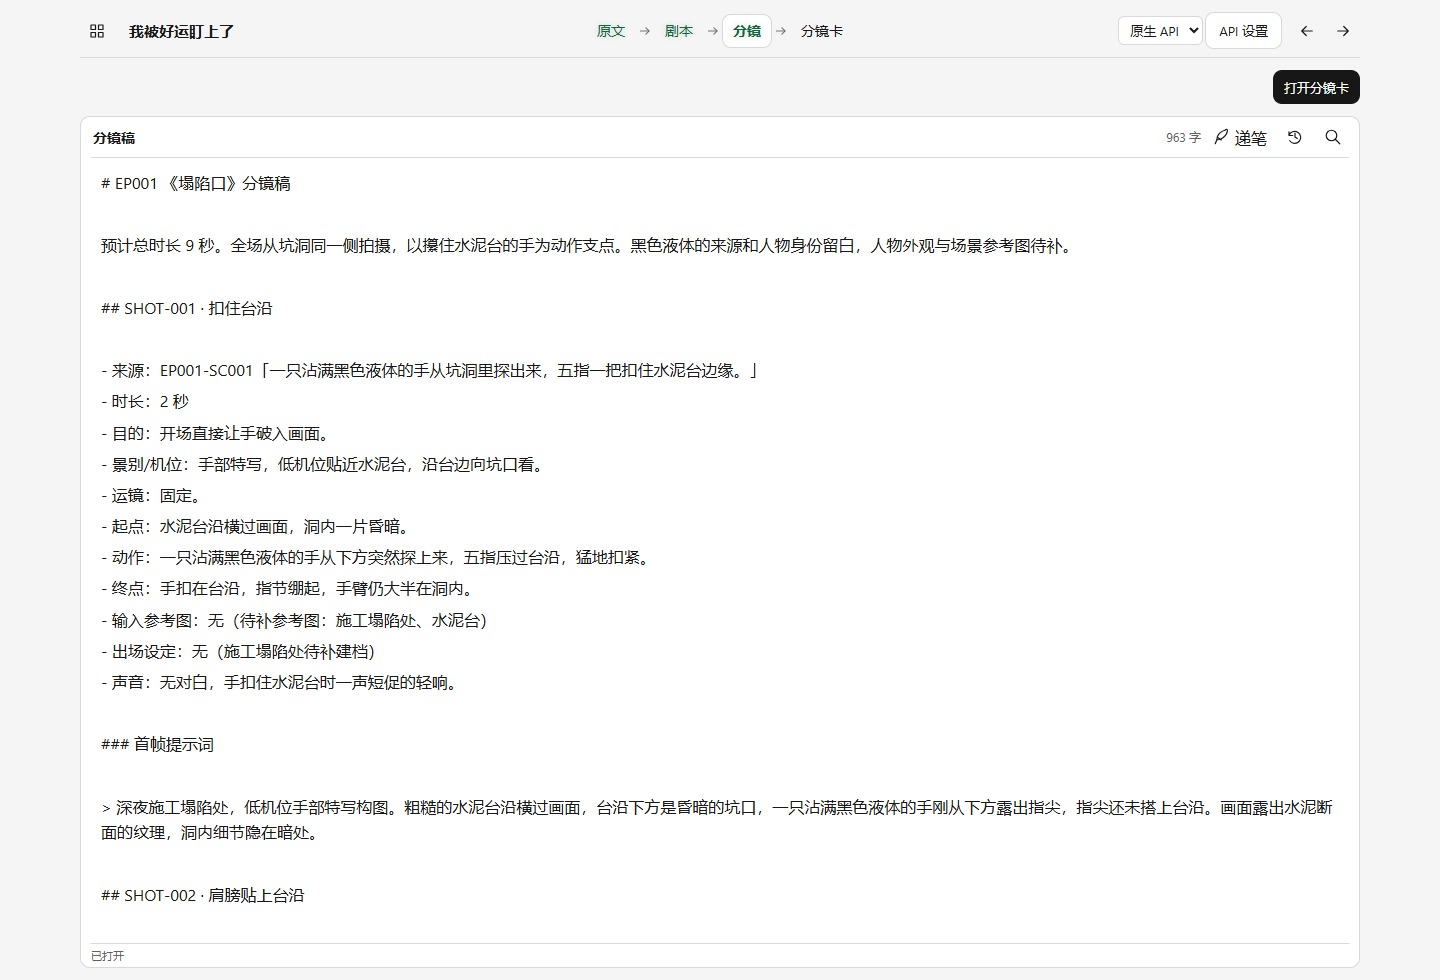 我被好运盯上了
原文 → 剧本 → 分镜 → 分镜卡
原生 API
API 设置
打开分镜卡
分镜稿
963 字
递笔
# EP001 《塌陷口》分镜稿
预计总时长 9 秒。全场从坑洞同一侧拍摄，以攥住水泥台的手为动作支点。黑色液体的来源和人物身份留白，人物外观与场景参考图待补。
## SHOT-001 · 扣住台沿
- 来源：EP001-SC001「一只沾满黑色液体的手从坑洞里探出来，五指一把扣住水泥台边缘。」
- 时长：2 秒
- 目的：开场直接让手破入画面。
- 景别/机位：手部特写，低机位贴近水泥台，沿台边向坑口看。
- 运镜：固定。
- 起点：水泥台沿横过画面，洞内一片昏暗。
- 动作：一只沾满黑色液体的手从下方突然探上来，五指压过台沿，猛地扣紧。
- 终点：手扣在台沿，指节绷起，手臂仍大半在洞内。
- 输入参考图：无（待补参考图：施工塌陷处、水泥台）
- 出场设定：无（施工塌陷处待补建档）
- 声音：无对白，手扣住水泥台时一声短促的轻响。
### 首帧提示词
> 深夜施工塌陷处，低机位手部特写构图。粗糙的水泥台沿横过画面，台沿下方是昏暗的坑口，一只沾满黑色液体的手刚从下方露出指尖，指尖还未搭上台沿。画面露出水泥断
面的纹理，洞内细节隐在暗处。
## SHOT-002 · 肩膀贴上台沿
已打开